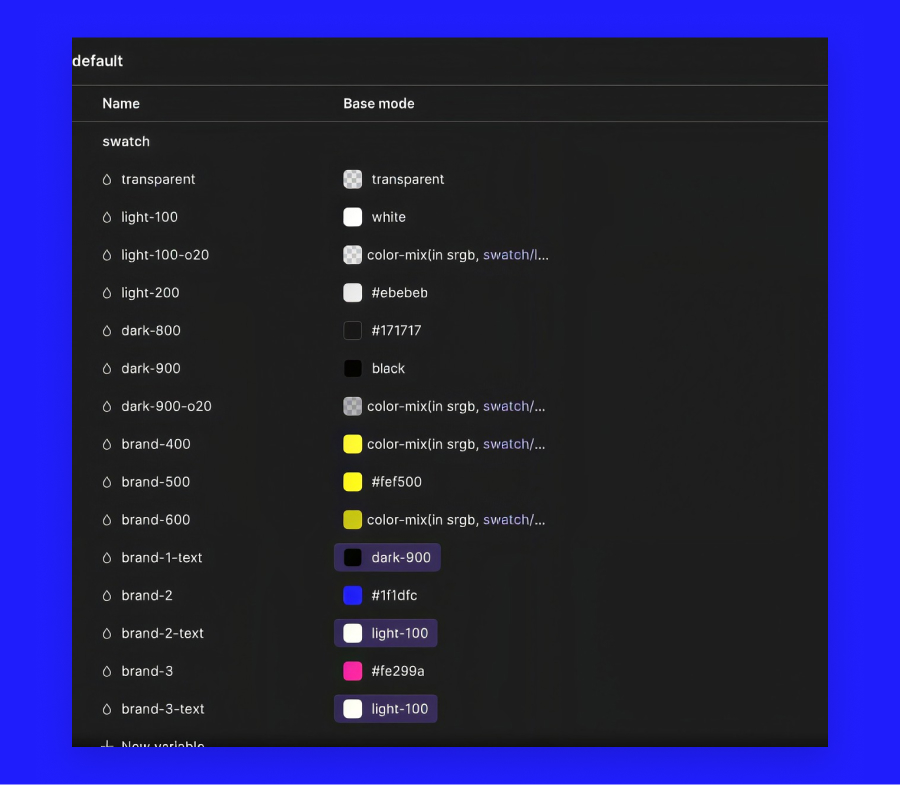 default
Name Base mode
swatch
transparent transparent
light-100 white
light-100-o20 color-mix(in srgb, swatch/l...
light-200 #ebebeb
dark-800 #171717
dark-900 black
dark-900-o20 color-mix(in srgb, swatch/...
brand-400 color-mix(in srgb, swatch/...
brand-500 #fef500
brand-600 color-mix(in srgb, swatch/...
brand-1-text dark-900
brand-2 #1f1dfc
brand-2-text light-100
brand-3 #fe299a
brand-3-text light-100
New variable